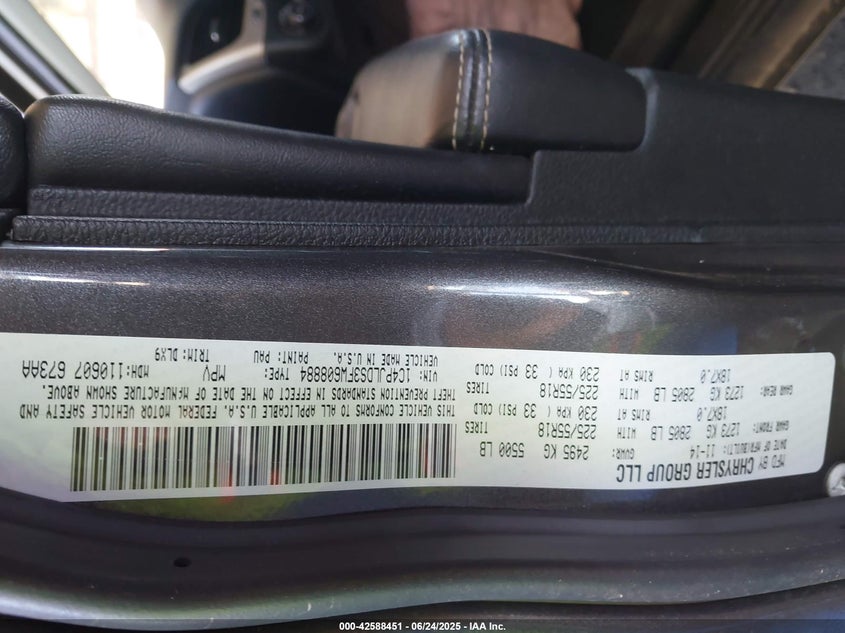 MFD BY CHRYSLER GROUP LLC
DATE OF MFR(BUILT): 11-14 GVWR: 2495 KG 5500 LB
GAWR FRONT: WITH TIRES
1273 KG 2805 LB 225/55R18
RIMS AT
18X7.0 230 KPA( 33 PSI) COLD
GAWR REAR: WITH TIRES
1273 KG 2805 LB 225/55R18
RIMS AT
18X7.0 230 KPA( 33 PSI) COLD
THIS VEHICLE CONFORMS TO ALL APPLICABLE U.S.A. FEDERAL MOTOR VEHICLE SAFETY AND
THEFT PREVENTION STANDARDS IN EFFECT ON THE DATE OF MANUFACTURE SHOWN ABOVE.
VIN: 1C4PJLDS3FW608884 TYPE: MPV MDH:110607 673AA
VEHICLE MADE IN U.S.A. PAINT: PAU TRIM: DLX9
000-42588451 - 06/24/2025 - IAA Inc.